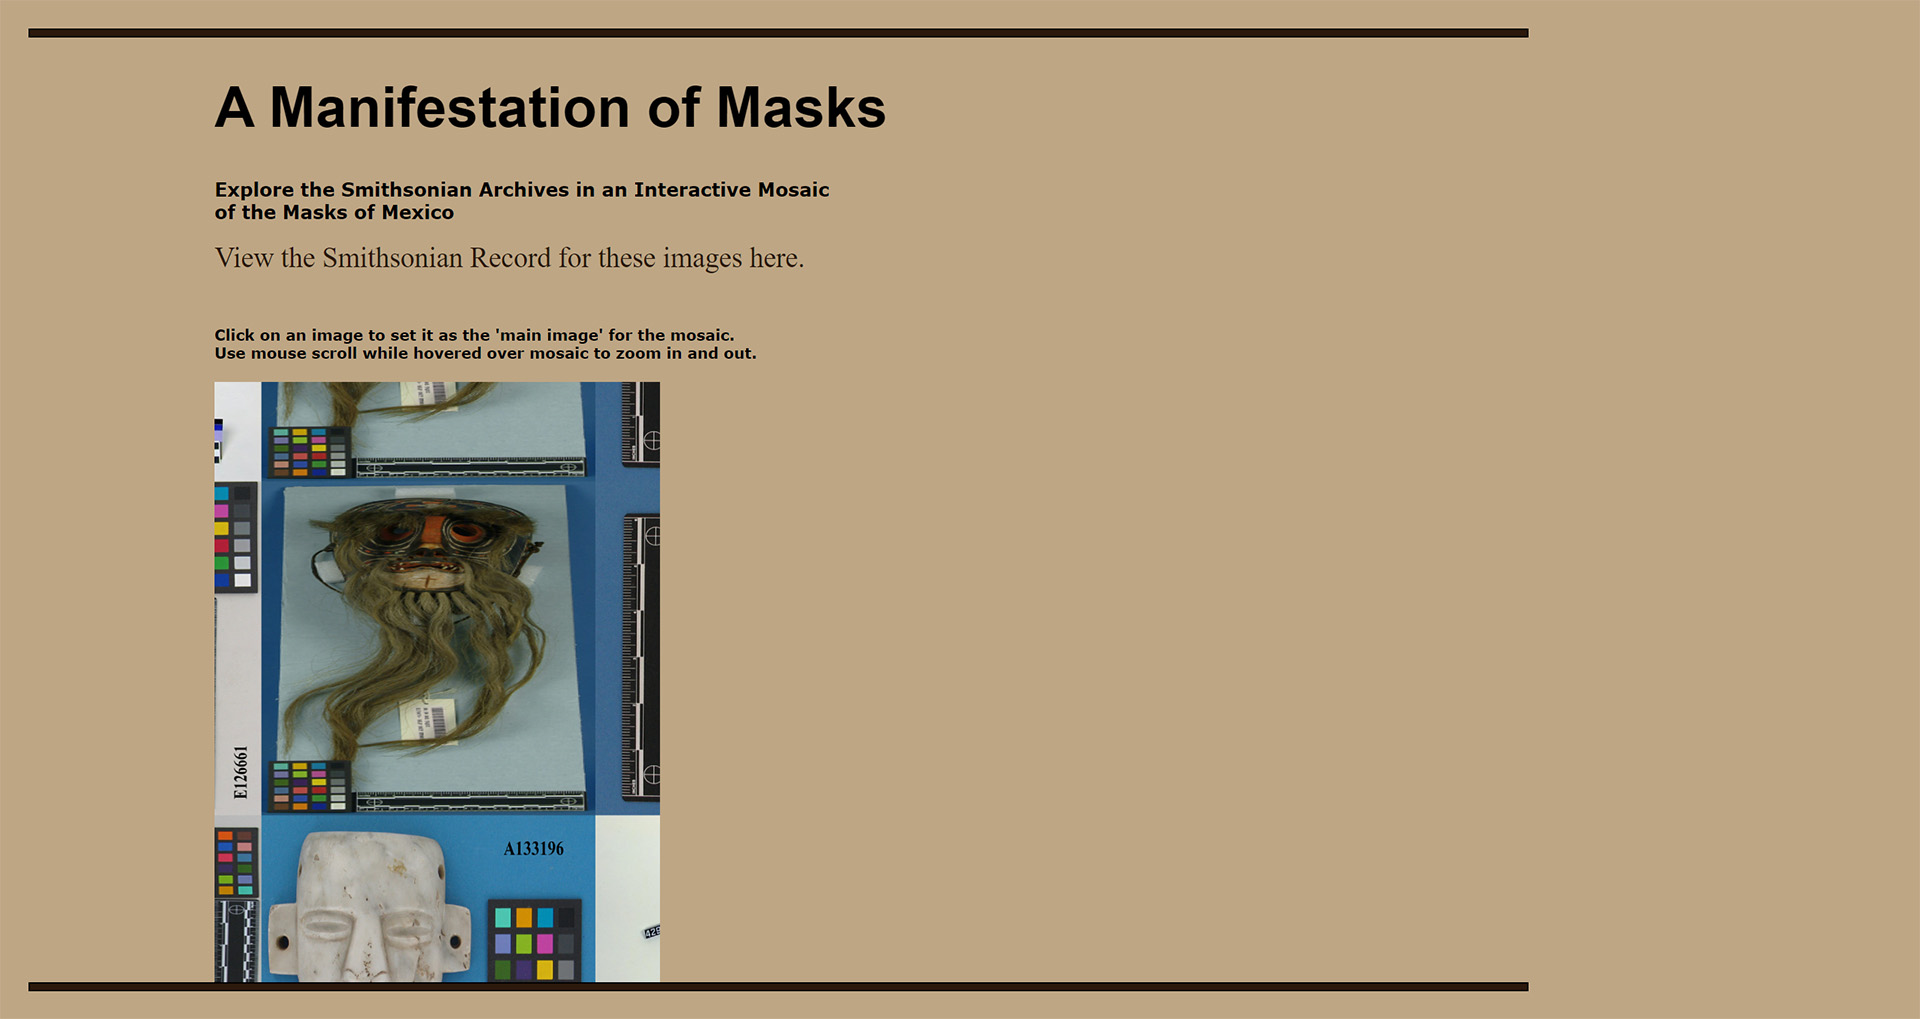 A Manifestation of Masks
Explore the Smithsonian Archives in an Interactive Mosaic
of the Masks of Mexico
View the Smithsonian Record for these images here.
Click on an image to set it as the 'main image' for the mosaic.
Use mouse scroll while hovered over mosaic to zoom in and out.
E126661
A133196